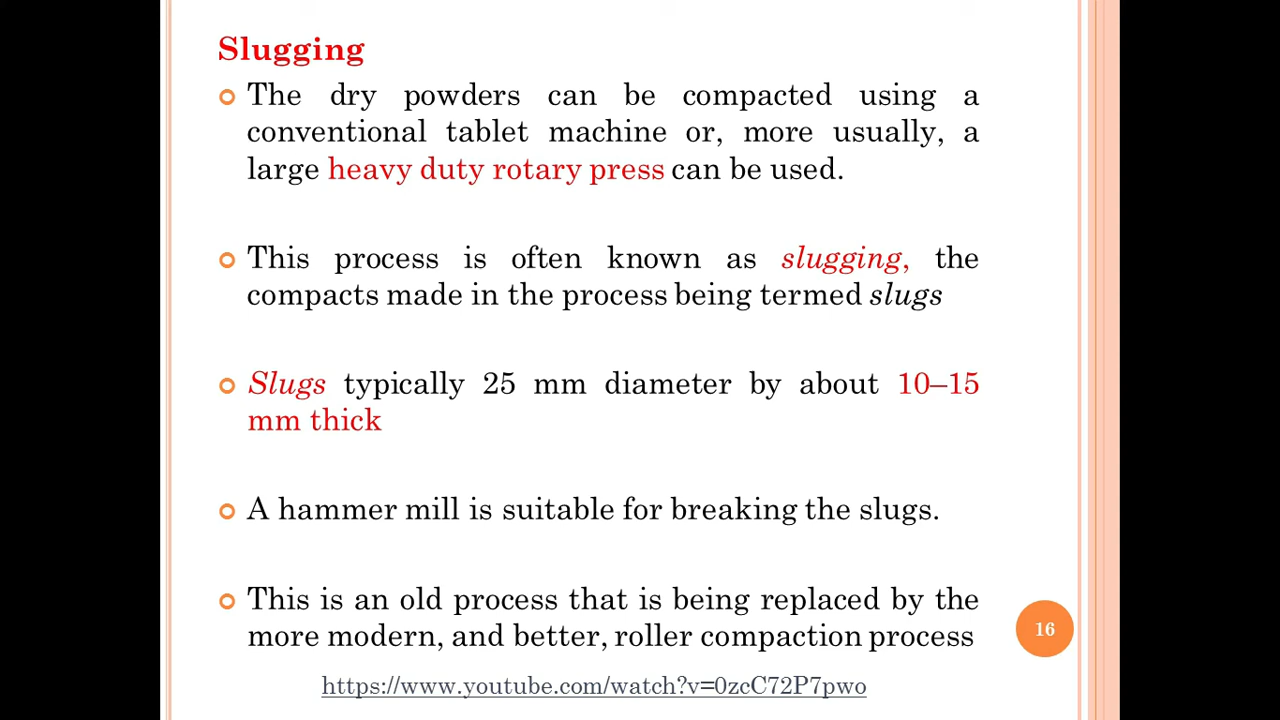 Slugging
The dry powders can be compacted using a
conventional tablet machine or, more usually, a
large heavy duty rotary press can be used.
This process is often known as slugging, the
compacts made in the process being termed slugs
Slugs typically 25 mm diameter by about 10–15
mm thick
A hammer mill is suitable for breaking the slugs.
This is an old process that is being replaced by the
more modern, and better, roller compaction process
16
https://www.youtube.com/watch?v=0zcC72P7pwo